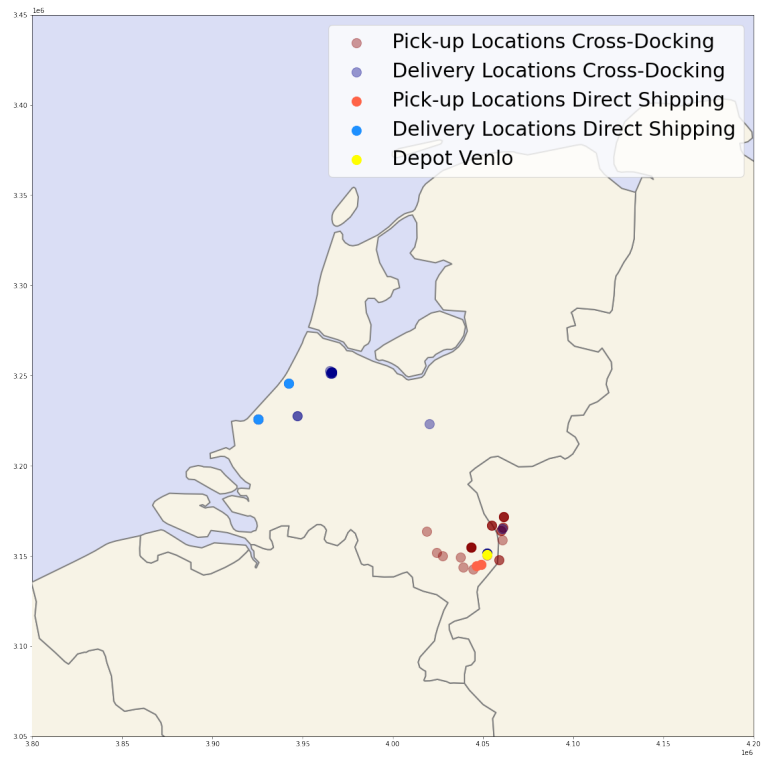 1e6
3.45
Pick-up Locations Cross-Docking
Delivery Locations Cross-Docking
Pick-up Locations Direct Shipping
Delivery Locations Direct Shipping
Depot Venlo
3.40
3.35
3.30
3.25
3.20
3.15
3.10
3.05
3.80 3.85 3.90 3.95 4.00 4.05 4.10 4.15 4.20
1e6